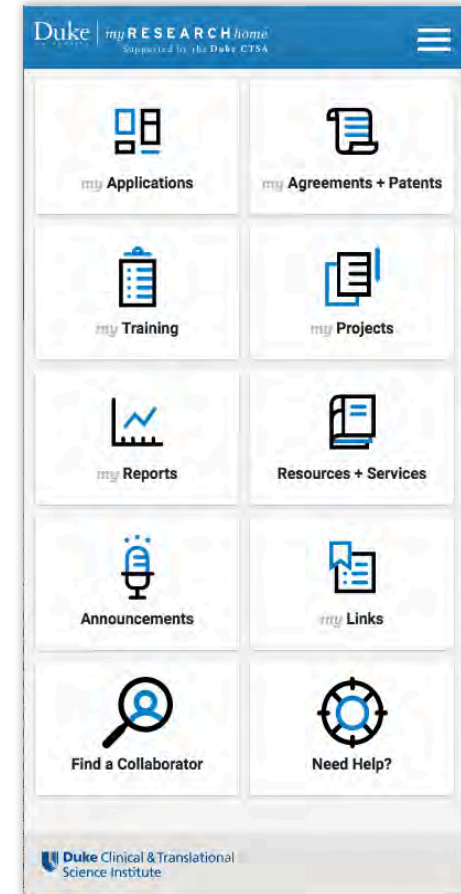 Duke myRESEARCHhome
Supported by the Duke CTSA
my Applications
my Agreements + Patents
my Training
my Projects
my Reports
Resources + Services
Announcements
my Links
Find a Collaborator
Need Help?
Duke Clinical & Translational
Science Institute